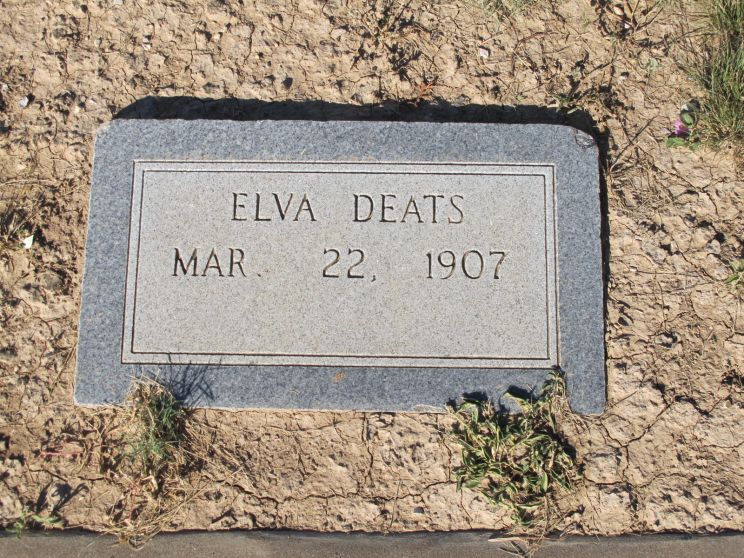 ELVA DEATS
MAR. 22, 1907